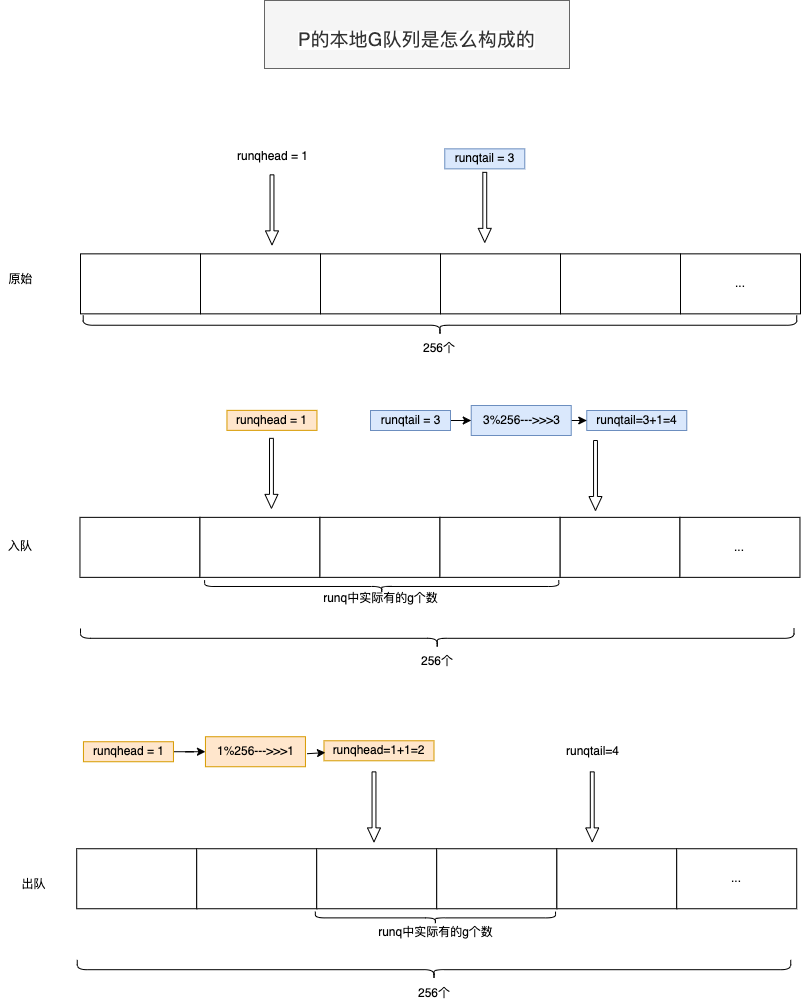 P的本地G队列是怎么构成的
runqhead = 1
runqtail = 3
原始
...
256个
runqhead = 1
runqtail = 3
3%256--->>>3
runqtail=3+1=4
入队
...
runq中实际有的g个数
256个
runqhead = 1
1%256--->>>1
runqhead=1+1=2
runqtail=4
出队
...
runq中实际有的g个数
256个